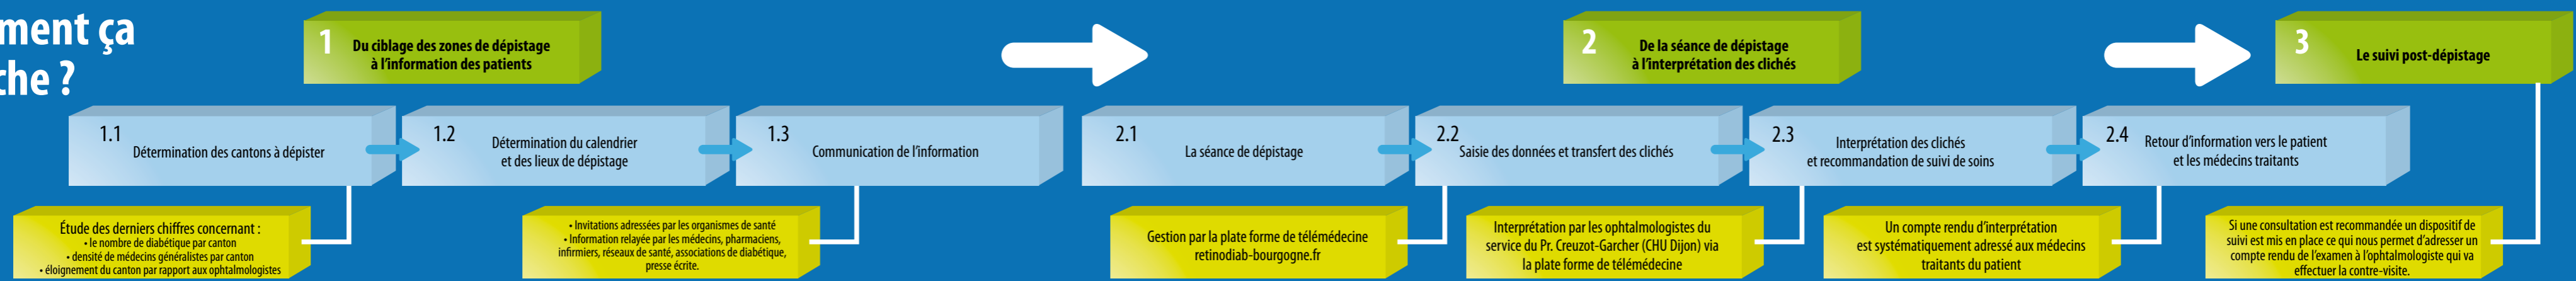 ment ça
che ?
1
Du ciblage des zones de dépistage
à l'information des patients
2
De la séance de dépistage
à l'interprétation des clichés
3
Le suivi post-dépistage
1.1
Détermination des cantons à dépister
1.2
Détermination du calendrier
et des lieux de dépistage
1.3
Communication de l'information
2.1
La séance de dépistage
2.2
Saisie des données et transfert des clichés
2.3
Interprétation des clichés
et recommandation de suivi de soins
2.4
Retour d'information vers le patient
et les médecins traitants
Étude des derniers chiffres concernant :
• le nombre de diabétique par canton
• densité de médecins généralistes par canton
• éloignement du canton par rapport aux ophtalmologistes
• Invitations adressées par les organismes de santé
• Information relayée par les médecins, pharmaciens,
infirmiers, réseaux de santé, associations de diabétique,
presse écrite.
Gestion par la plate forme de télémédecine
retinodiab-bourgogne.fr
Interprétation par les ophtalmologistes du
service du Pr. Creuzot-Garcher (CHU Dijon) via
la plate forme de télémédecine
Un compte rendu d'interprétation
est systématiquement adressé aux médecins
traitants du patient
Si une consultation est recommandée un dispositif de
suivi est mis en place ce qui nous permet d'adresser un
compte rendu de l'examen à l'ophtalmologiste qui va
effectuer la contre-visite.